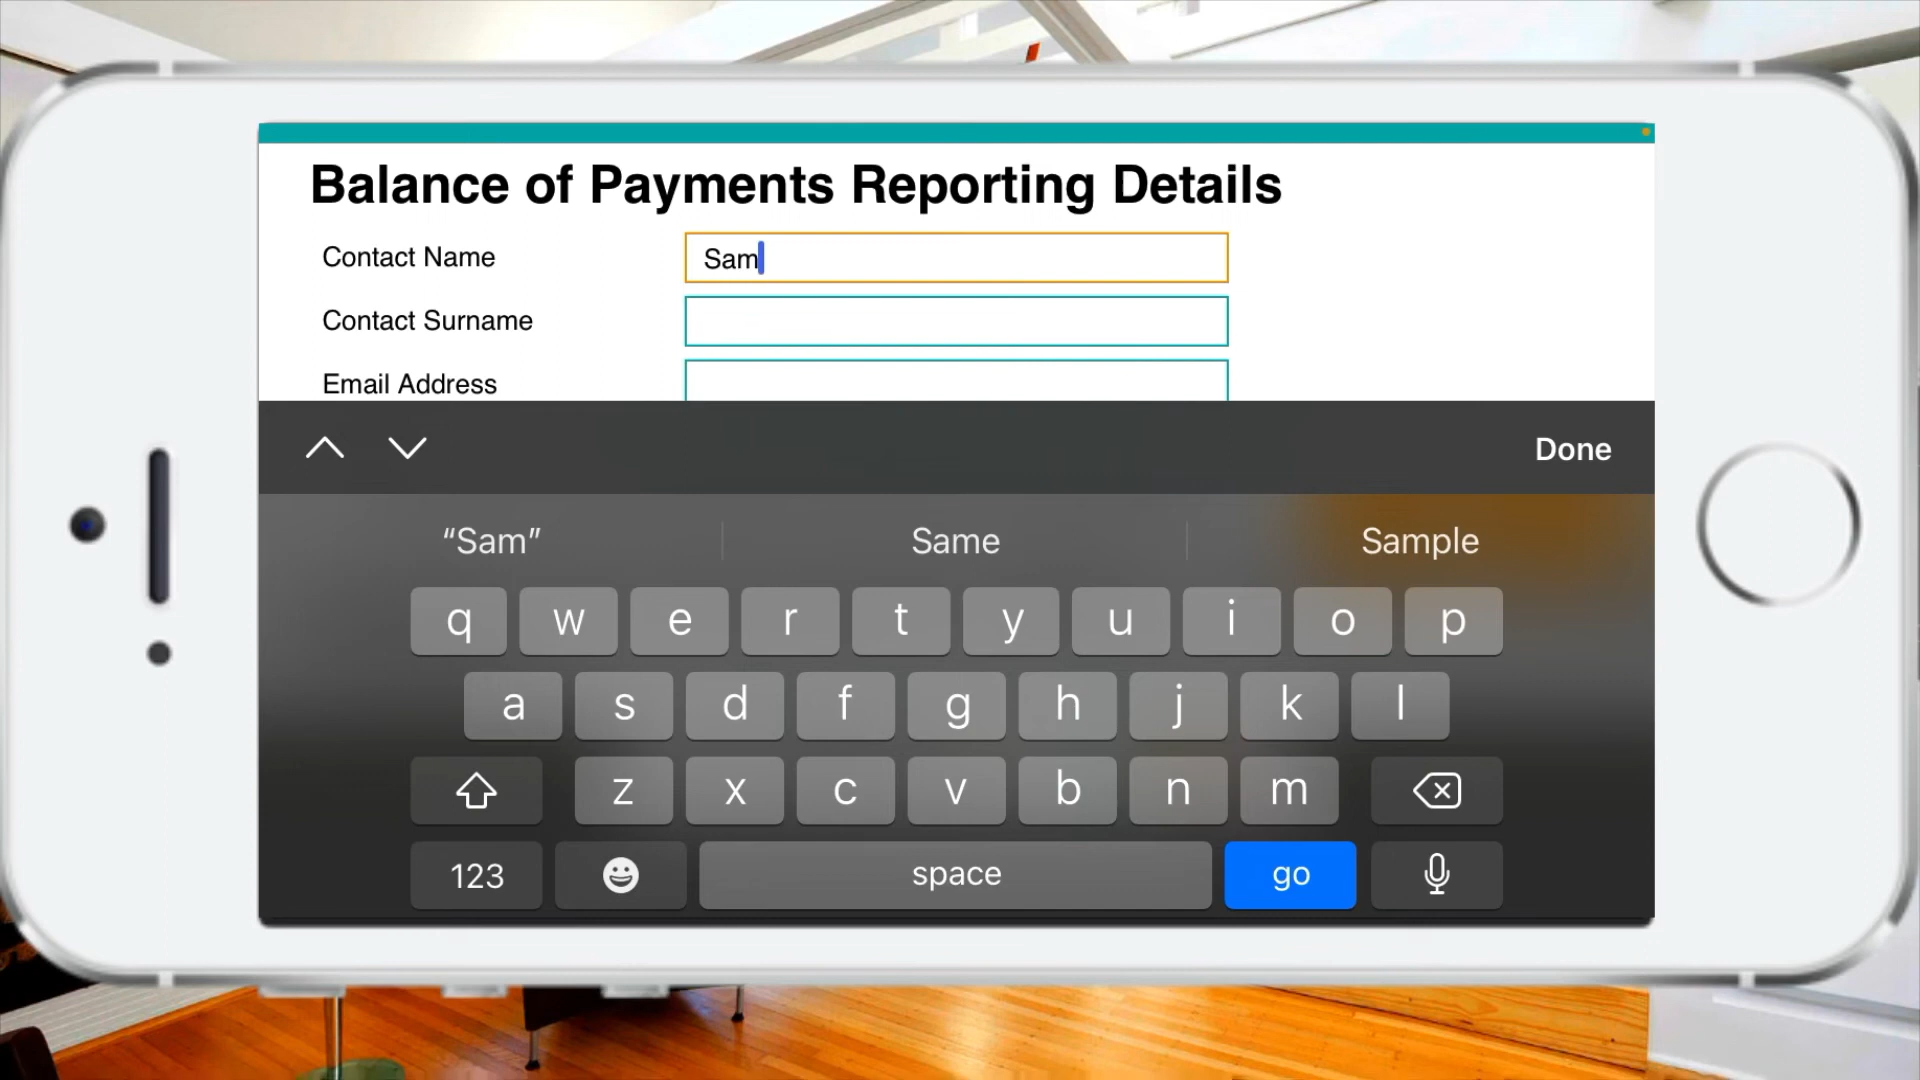 Balance of Payments Reporting Details
Contact Name
Sam
Contact Surname
Email Address
Done
“Sam”
Same
Sample
q w e r t y u i o p
a s d f g h j k l
z x c v b n m
123
space
go